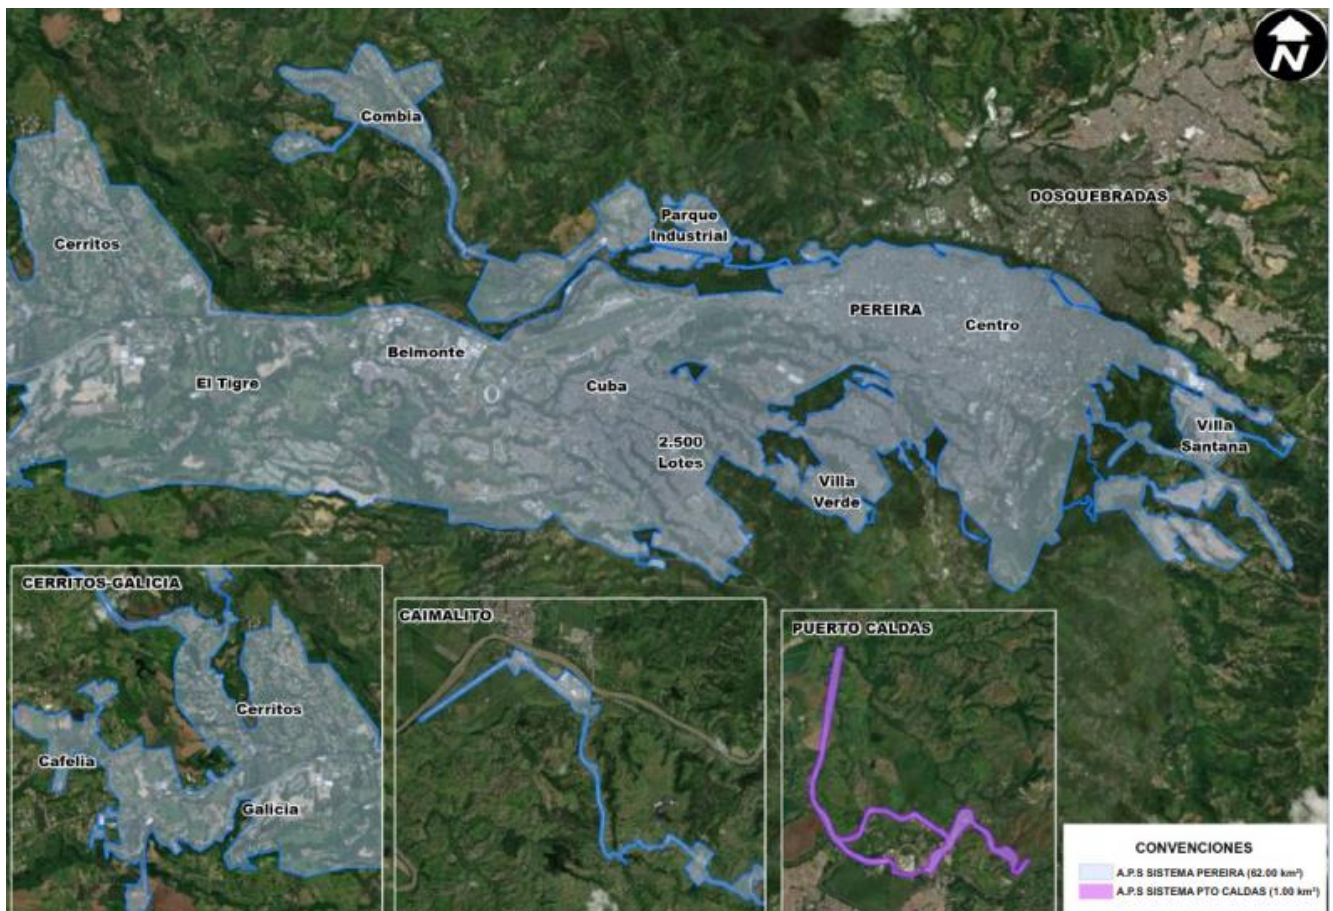 N
Combia
DOSQUEBRADAS
Parque
Industrial
Cerritos
PEREIRA
Centro
Belmonte
El Tigre
Cuba
Villa
Santana
2.500
Lotes
Villa
Verde
CERRITOS-GALICIA
Cerritos
Cafelia
Galicia
CAIMALITO
PUERTO CALDAS
CONVENCIONES
A.P.S SISTEMA PEREIRA (62.00 km²)
A.P.S SISTEMA PTO CALDAS (1.00 km²)